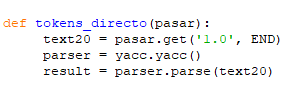 def tokens_directo(pasar):
    text20 = pasar.get('1.0', END)
    parser = yacc.yacc()
    result = parser.parse(text20)